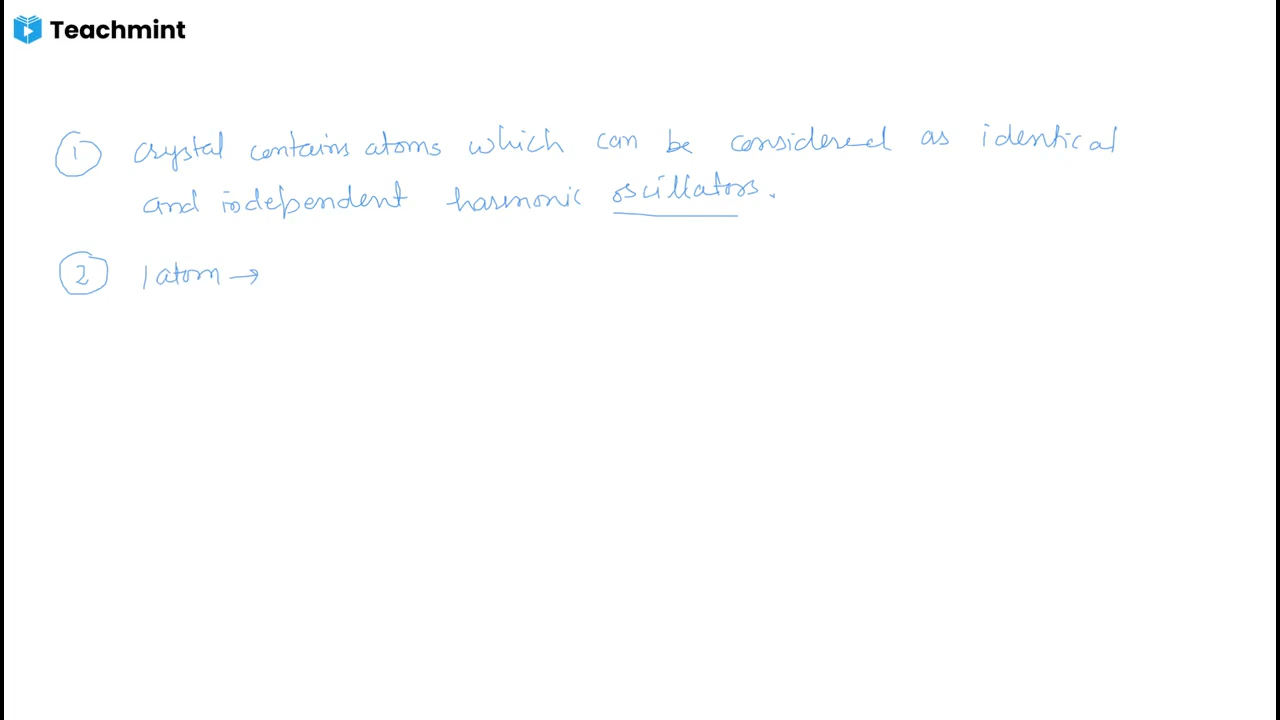 Teachmint
① crystal contains atoms which can be considered as identical
and independent harmonic oscillators.
② 1 atom →